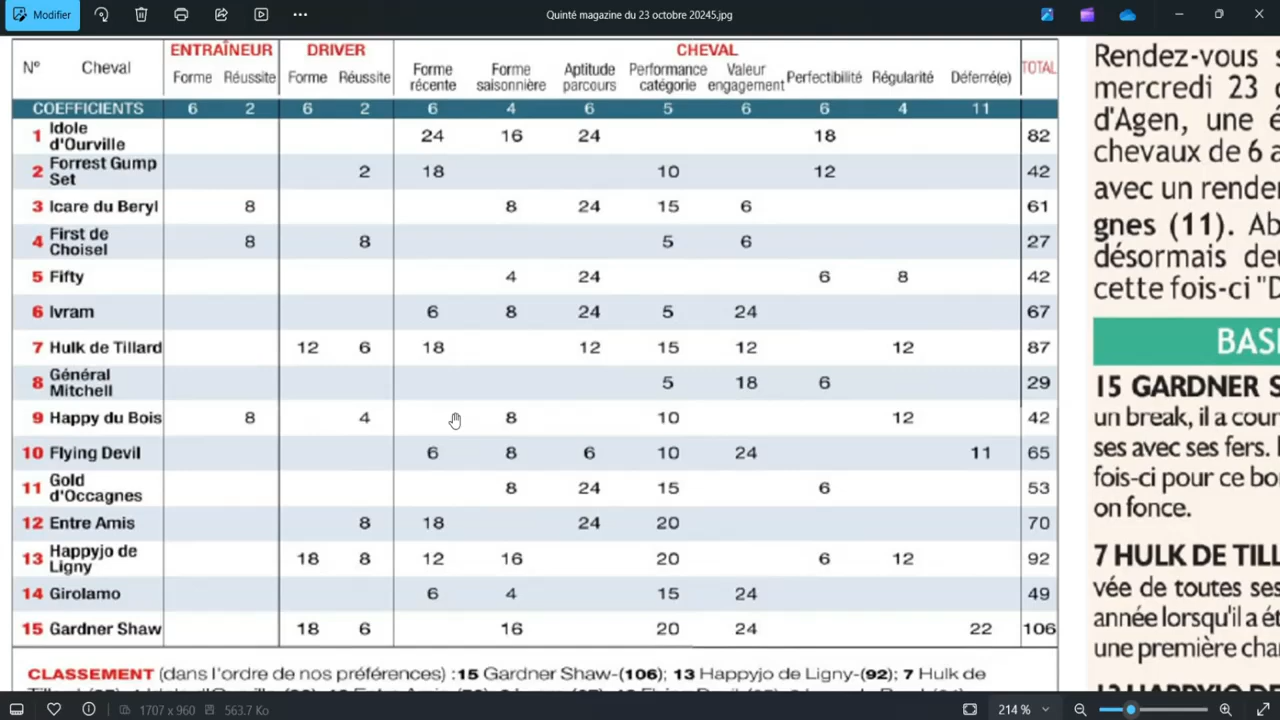 Modifier
Quinté magazine du 23 octobre 20245.jpg
ENTRAÎNEUR DRIVER CHEVAL
N° Cheval Forme Réussite Forme Réussite Forme récente Forme saisonnière Aptitude parcours Performance catégorie Valeur engagement Perfectibilité Régularité Déferré(e) TOTAL
COEFFICIENTS 6 2 6 2 6 4 6 5 6 6 4 11
1 Idole d'Ourville 24 16 24 18 82
2 Forrest Gump Set 2 18 10 12 42
3 Icare du Beryl 8 8 24 15 6 61
4 First de Choisel 8 8 5 6 27
5 Fifty 4 24 6 8 42
6 Ivram 6 8 24 5 24 67
7 Hulk de Tillard 12 6 18 12 15 12 12 87
8 Général Mitchell 5 18 6 29
9 Happy du Bois 8 4 8 10 12 42
10 Flying Devil 6 8 6 10 24 11 65
11 Gold d'Occagnes 8 24 15 6 53
12 Entre Amis 8 18 24 20 70
13 Happyjo de Ligny 18 8 12 16 20 6 12 92
14 Girolamo 6 4 15 24 49
15 Gardner Shaw 18 6 16 20 24 22 106
CLASSEMENT (dans l'ordre de nos préférences) :15 Gardner Shaw-(106); 13 Happyjo de Ligny-(92); 7 Hulk de
Rendez-vous
mercredi 23
d'Agen, une
chevaux de 6 a
avec un render
gnes (11). Ab
désormais deu
cette fois-ci "D
BASE
15 GARDNER S
un break, il a cour
ses avec ses fers.
fois-ci pour ce bo
on fonce.
7 HULK DE TILL
vée de toutes ses
année lorsqu'il a ét
une première char
1707 x 960 563.7 Ko 214 %